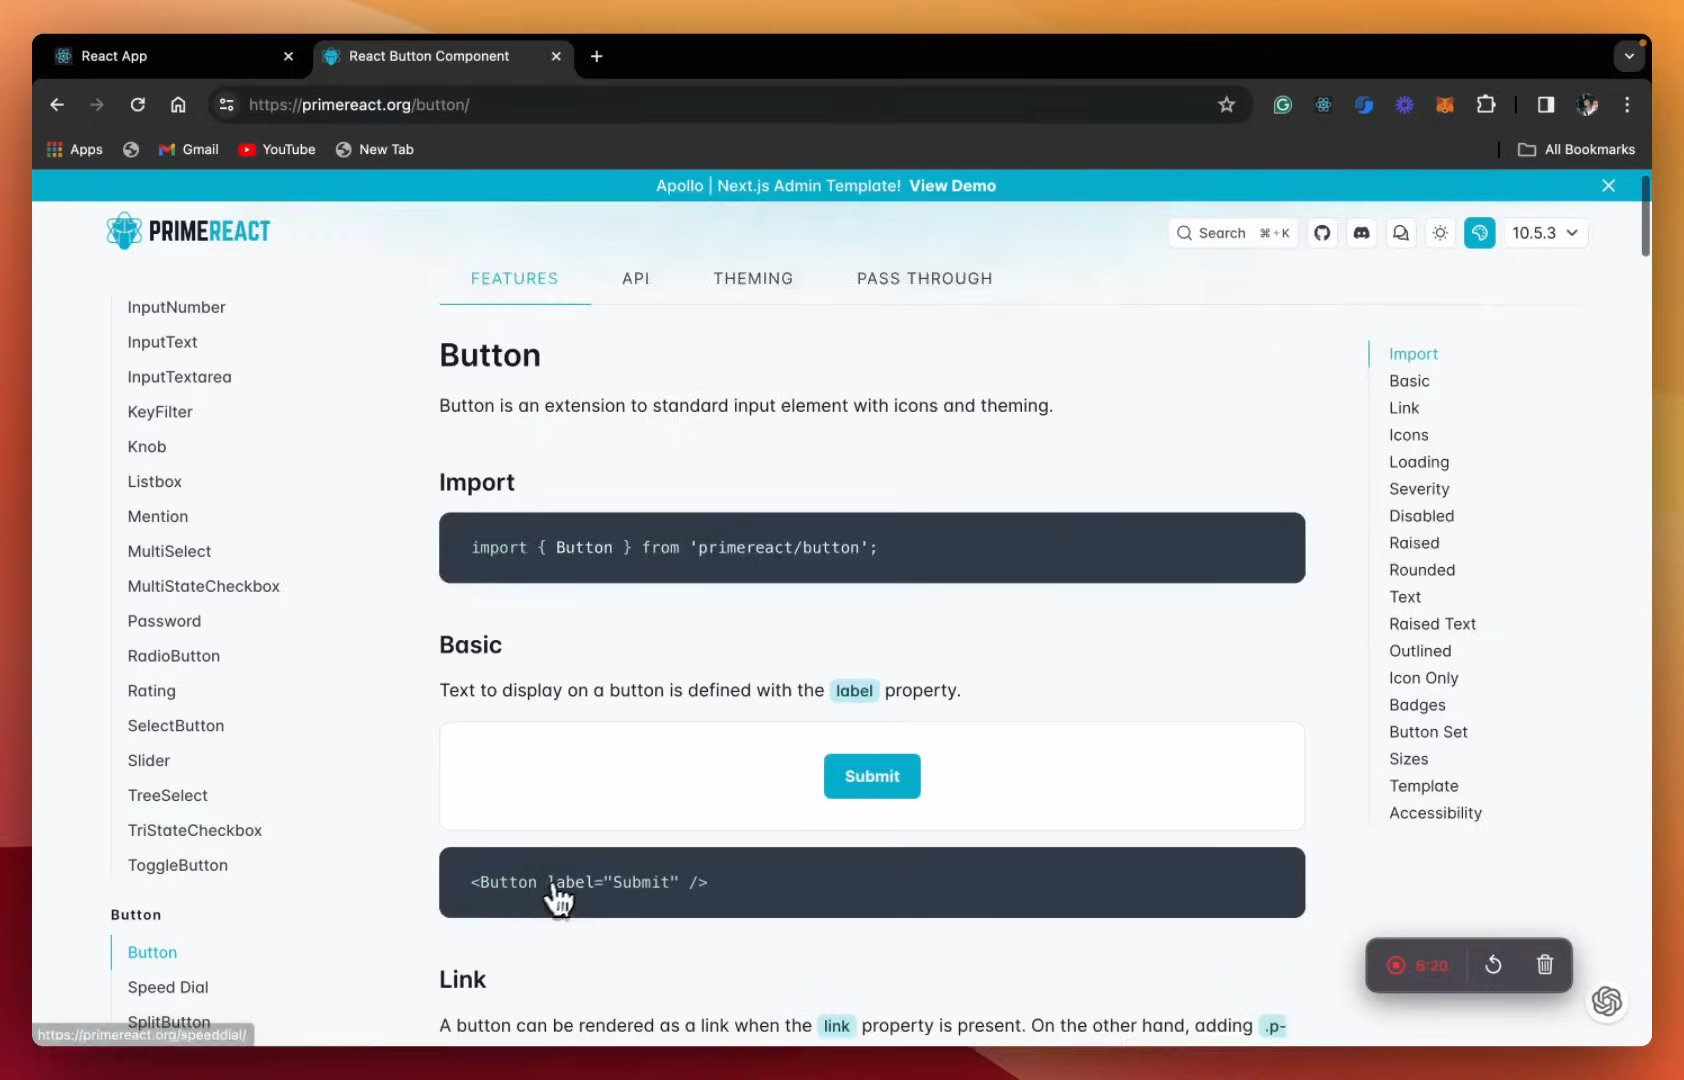 React App
React Button Component
https://primereact.org/button/
Apps
Gmail
YouTube
New Tab
All Bookmarks
Apollo | Next.js Admin Template! View Demo
PRIMEREACT
Search ⌘+K
10.5.3
FEATURES
API
THEMING
PASS THROUGH
InputNumber
InputText
InputTextarea
KeyFilter
Knob
Listbox
Mention
MultiSelect
MultiStateCheckbox
Password
RadioButton
Rating
SelectButton
Slider
TreeSelect
TriStateCheckbox
ToggleButton
Button
Button
Speed Dial
SplitButton
https://primereact.org/speeddial/
Button
Button is an extension to standard input element with icons and theming.
Import
import { Button } from 'primereact/button';
Basic
Text to display on a button is defined with the label property.
Submit
<Button label="Submit" />
Link
A button can be rendered as a link when the link property is present. On the other hand, adding .p-
Import
Basic
Link
Icons
Loading
Severity
Disabled
Raised
Rounded
Text
Raised Text
Outlined
Icon Only
Badges
Button Set
Sizes
Template
Accessibility
6:20